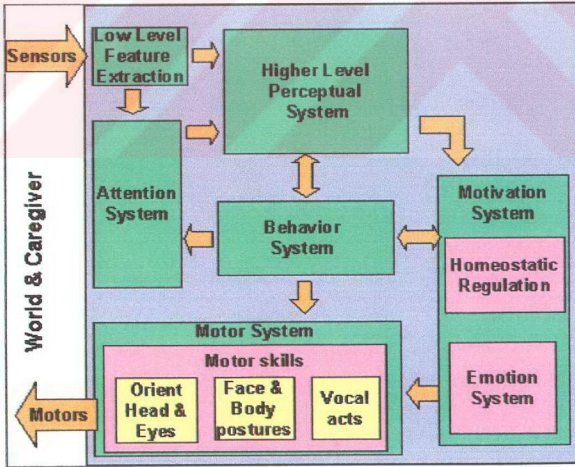 Sensors
Low Level
Feature
Extraction
Higher Level
Perceptual
System
Attention
System
Behavior
System
Motivation
System
Homeostatic
Regulation
Emotion
System
World & Caregiver
Motor System
Motor skills
Orient
Head &
Eyes
Face &
Body
postures
Vocal
acts
Motors